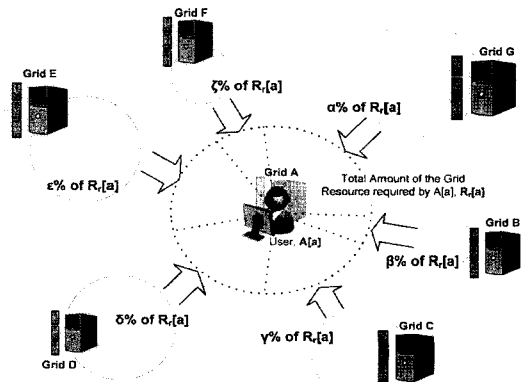 Grid F
Grid G
Grid E
ζ% of Rr[a]
α% of Rr[a]
Grid A
Total Amount of the Grid
Resource required by A[a], Rr[a]
ε% of Rr[a]
User, A[a]
Grid B
β% of Rr[a]
δ% of Rr[a]
γ% of Rr[a]
Grid C
Grid D